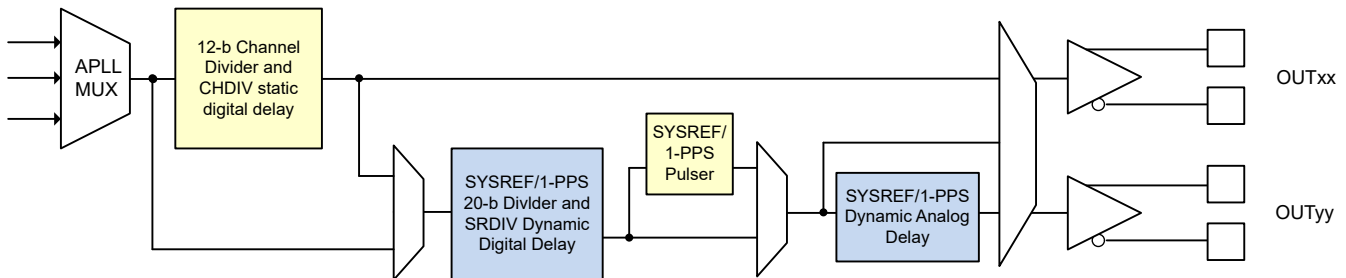 APLL
MUX
12-b Channel
Divider and
CHDIV static
digital delay
SYSREF/1-PPS
20-b Divider and
SRDIV Dynamic
Digital Delay
SYSREF/
1-PPS
Pulser
SYSREF/1-PPS
Dynamic Analog
Delay
OUTxx
OUTyy